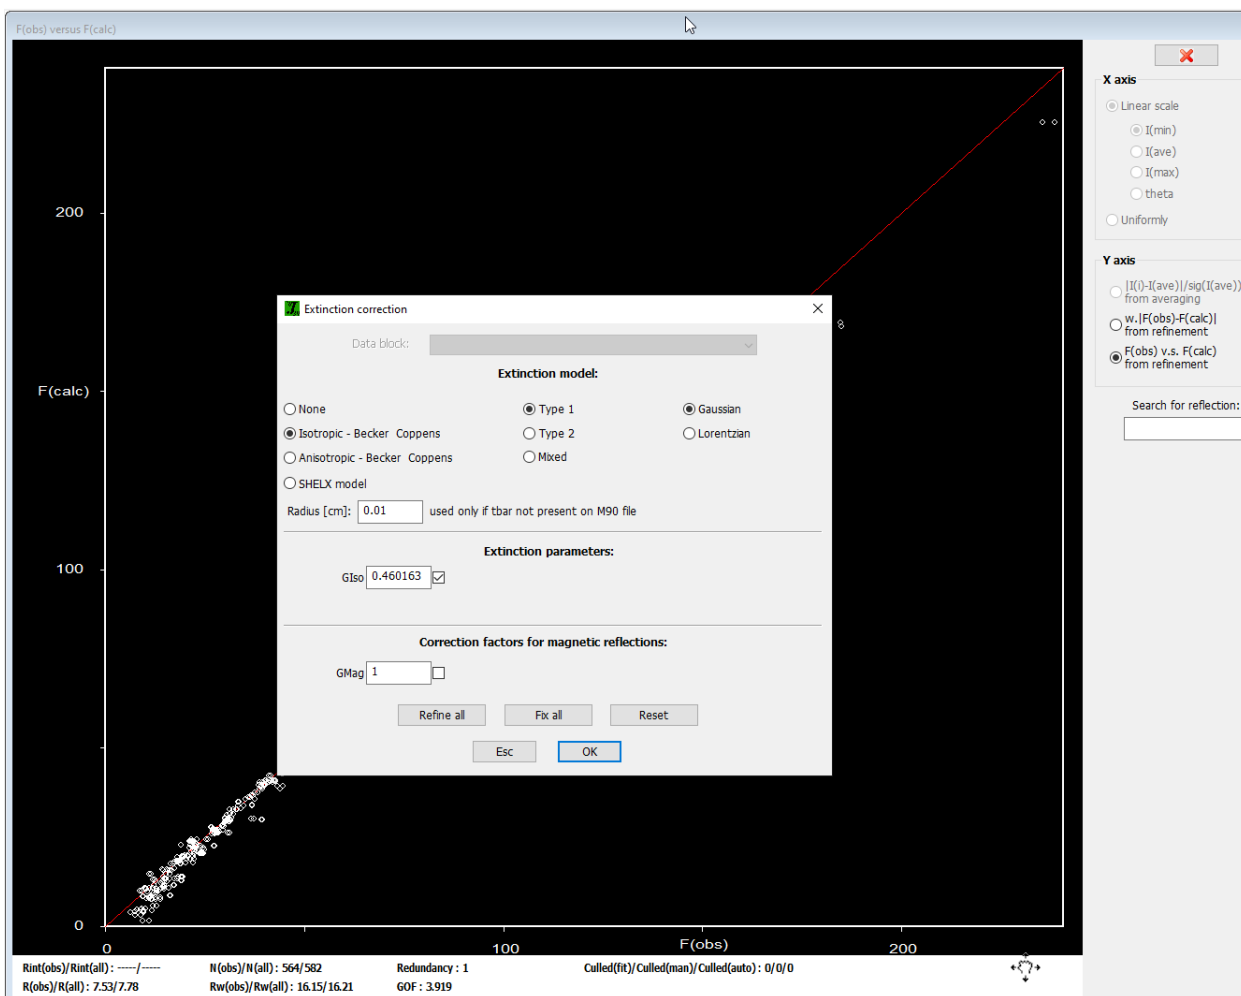 F(obs) versus F(calc)
X axis
Linear scale
I(min)
I(ave)
I(max)
theta
Uniformly
Y axis
|I(i)-I(ave)|/sig(I(ave))
from averaging
w.|F(obs)-F(calc)|
from refinement
F(obs) v.s. F(calc)
from refinement
Search for reflection:
200
F(calc)
100
0
0
100
F(obs)
200
Extinction correction
Data block:
Extinction model:
None
Type 1
Gaussian
Isotropic - Becker Coppens
Type 2
Lorentzian
Anisotropic - Becker Coppens
Mixed
SHELX model
Radius [cm]: 0.01 used only if tbar not present on M90 file
Extinction parameters:
GIso 0.460163
Correction factors for magnetic reflections:
GMag 1
Refine all
Fix all
Reset
Esc
OK
Rint(obs)/Rint(all) : -----/----- N(obs)/N(all) : 564/582 Redundancy : 1 Culled(fit)/Culled(man)/Culled(auto) : 0/0/0
R(obs)/R(all) : 7.53/7.78 Rw(obs)/Rw(all) : 16.15/16.21 GOF : 3.919